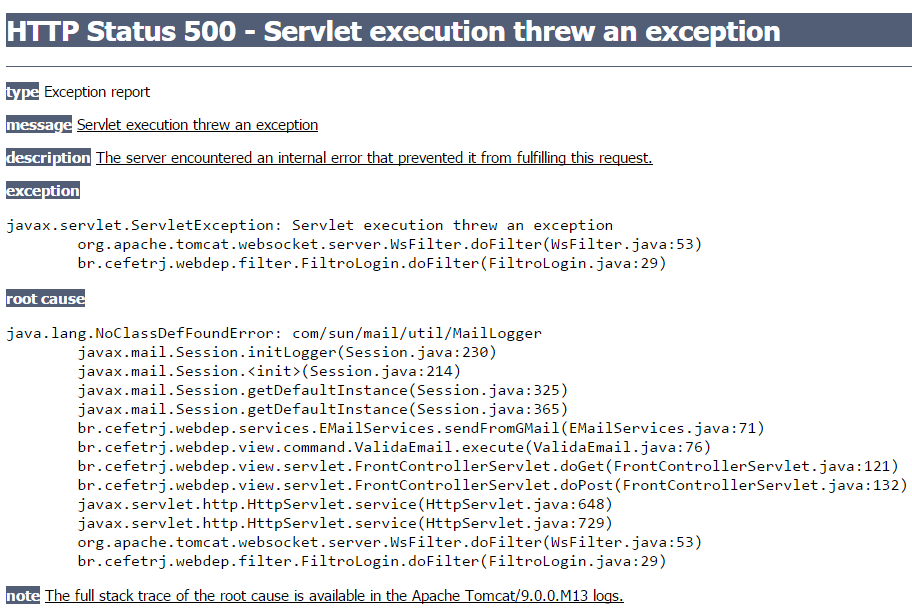 HTTP Status 500 - Servlet execution threw an exception
type Exception report
message Servlet execution threw an exception
description The server encountered an internal error that prevented it from fulfilling this request.
exception
javax.servlet.ServletException: Servlet execution threw an exception
org.apache.tomcat.websocket.server.WsFilter.doFilter(WsFilter.java:53)
br.cefetrj.webdep.filter.FiltroLogin.doFilter(FiltroLogin.java:29)
root cause
java.lang.NoClassDefFoundError: com/sun/mail/util/MailLogger
javax.mail.Session.initLogger(Session.java:230)
javax.mail.Session.<init>(Session.java:214)
javax.mail.Session.getDefaultInstance(Session.java:325)
javax.mail.Session.getDefaultInstance(Session.java:365)
br.cefetrj.webdep.services.EMailServices.sendFromGMail(EMailServices.java:71)
br.cefetrj.webdep.view.command.ValidaEmail.execute(ValidaEmail.java:76)
br.cefetrj.webdep.view.servlet.FrontControllerServlet.doGet(FrontControllerServlet.java:121)
br.cefetrj.webdep.view.servlet.FrontControllerServlet.doPost(FrontControllerServlet.java:132)
javax.servlet.http.HttpServlet.service(HttpServlet.java:648)
javax.servlet.http.HttpServlet.service(HttpServlet.java:729)
org.apache.tomcat.websocket.server.WsFilter.doFilter(WsFilter.java:53)
br.cefetrj.webdep.filter.FiltroLogin.doFilter(FiltroLogin.java:29)
note The full stack trace of the root cause is available in the Apache Tomcat/9.0.0.M13 logs.